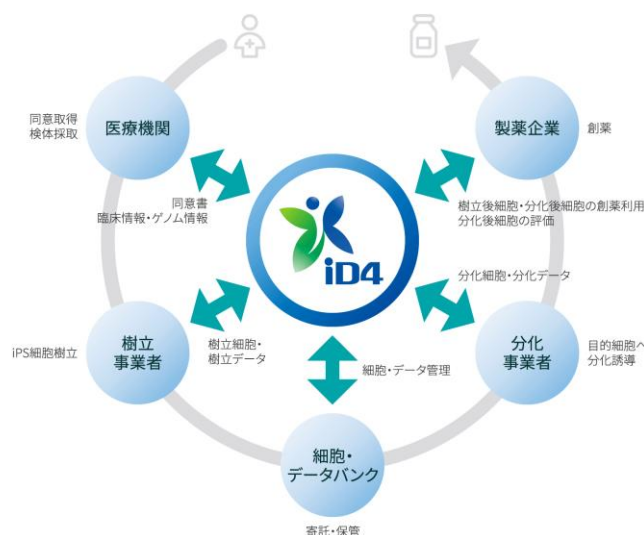 同意取得
検体採取
医療機関
製薬企業
創薬
同意書
臨床情報・ゲノム情報
樹立後細胞・分化後細胞の創薬利用
分化後細胞の評価
iD4
分化細胞・分化データ
iPS細胞樹立
樹立
事業者
樹立細胞・
樹立データ
細胞・データ管理
分化
事業者
目的細胞へ
分化誘導
細胞・
データバンク
寄託・保管